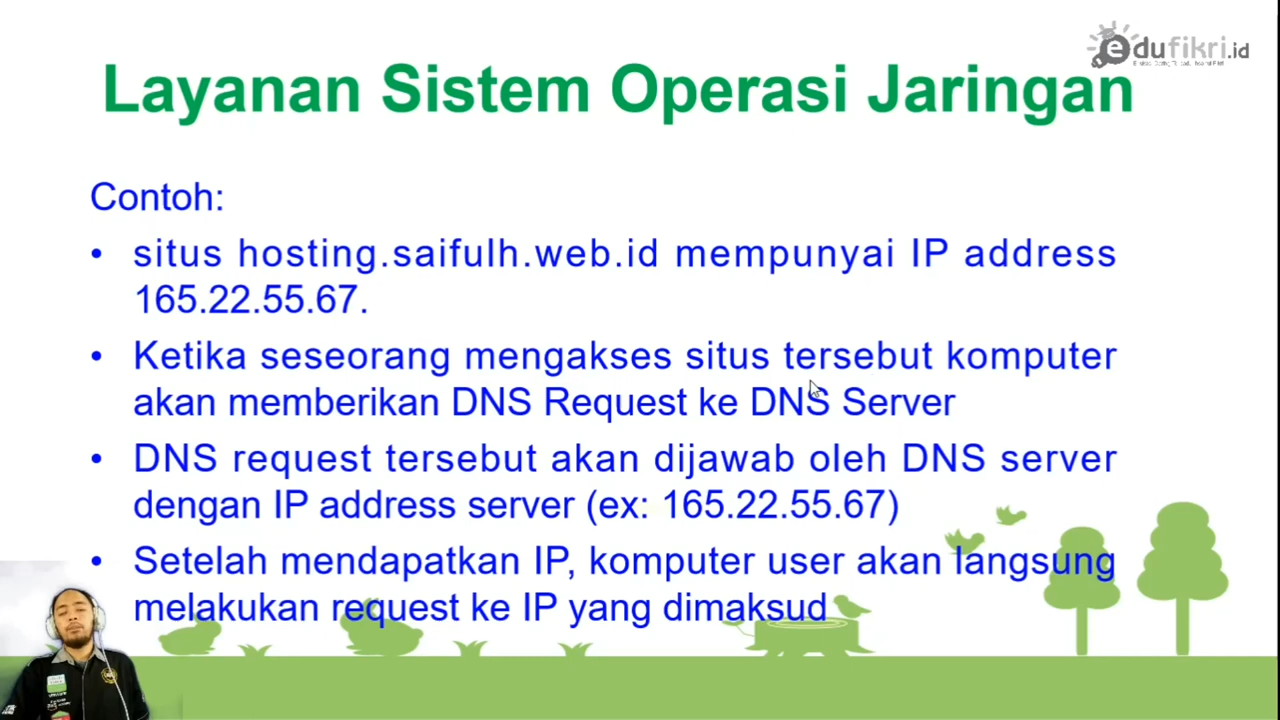 edufikri.id
Layanan Sistem Operasi Jaringan
Contoh:
• situs hosting.saifulh.web.id mempunyai IP address
165.22.55.67.
• Ketika seseorang mengakses situs tersebut komputer
akan memberikan DNS Request ke DNS Server
• DNS request tersebut akan dijawab oleh DNS server
dengan IP address server (ex: 165.22.55.67)
• Setelah mendapatkan IP, komputer user akan langsung
melakukan request ke IP yang dimaksud